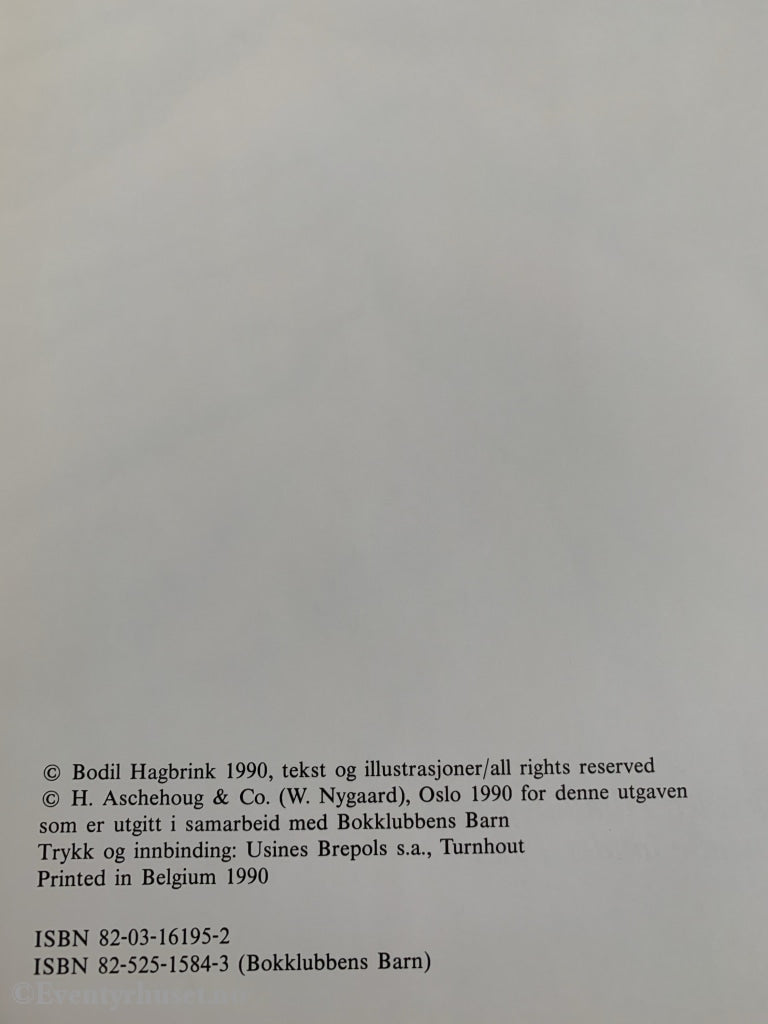 © Bodil Hagbrink 1990, tekst og illustrasjoner/all rights reserved
© H. Aschehoug & Co. (W. Nygaard), Oslo 1990 for denne utgaven
som er utgitt i samarbeid med Bokklubbens Barn
Trykk og innbinding: Usines Brepols s.a., Turnhout
Printed in Belgium 1990
ISBN 82-03-16195-2
ISBN 82-525-1584-3 (Bokklubbens Barn)
©Eventyrhuset.no